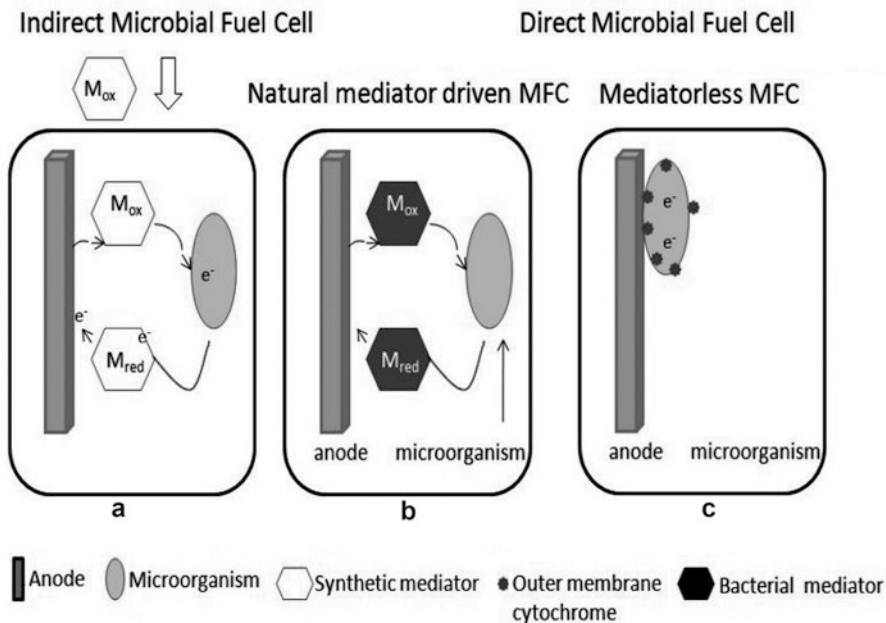 Indirect Microbial Fuel Cell
Direct Microbial Fuel Cell
Mox
Natural mediator driven MFC
Mediatorless MFC
Mox
e-
e-
e-
Mred
Mox
Mred
anode microorganism
e-
e-
anode microorganism
a
b
c
Anode
Microorganism
Synthetic mediator
Outer membrane
cytochrome
Bacterial mediator